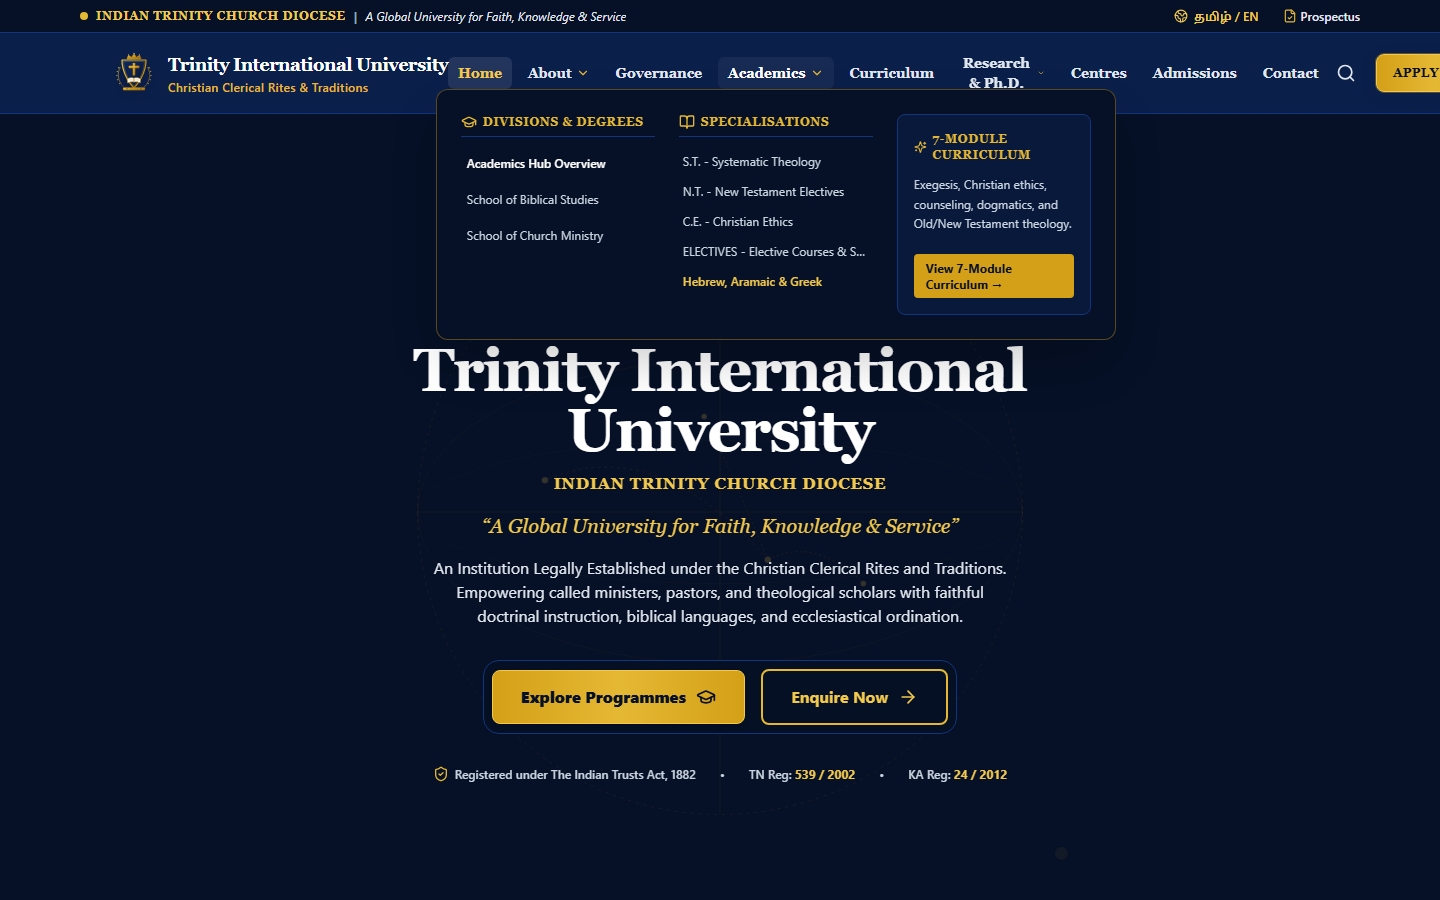 INDIAN TRINITY CHURCH DIOCESE | A Global University for Faith, Knowledge & Service
தமிழ் / EN
Prospectus
Trinity International University
Christian Clerical Rites & Traditions
Home
About
Governance
Academics
Curriculum
Research
& Ph.D.
Centres
Admissions
Contact
APPLY
DIVISIONS & DEGREES
Academics Hub Overview
School of Biblical Studies
School of Church Ministry
SPECIALISATIONS
S.T. - Systematic Theology
N.T. - New Testament Electives
C.E. - Christian Ethics
ELECTIVES - Elective Courses & S...
Hebrew, Aramaic & Greek
7-MODULE
CURRICULUM
Exegesis, Christian ethics,
counseling, dogmatics, and
Old/New Testament theology.
View 7-Module
Curriculum →
Trinity International
University
INDIAN TRINITY CHURCH DIOCESE
“A Global University for Faith, Knowledge & Service”
An Institution Legally Established under the Christian Clerical Rites and Traditions.
Empowering called ministers, pastors, and theological scholars with faithful
doctrinal instruction, biblical languages, and ecclesiastical ordination.
Explore Programmes
Enquire Now
Registered under The Indian Trusts Act, 1882 • TN Reg: 539 / 2002 • KA Reg: 24 / 2012